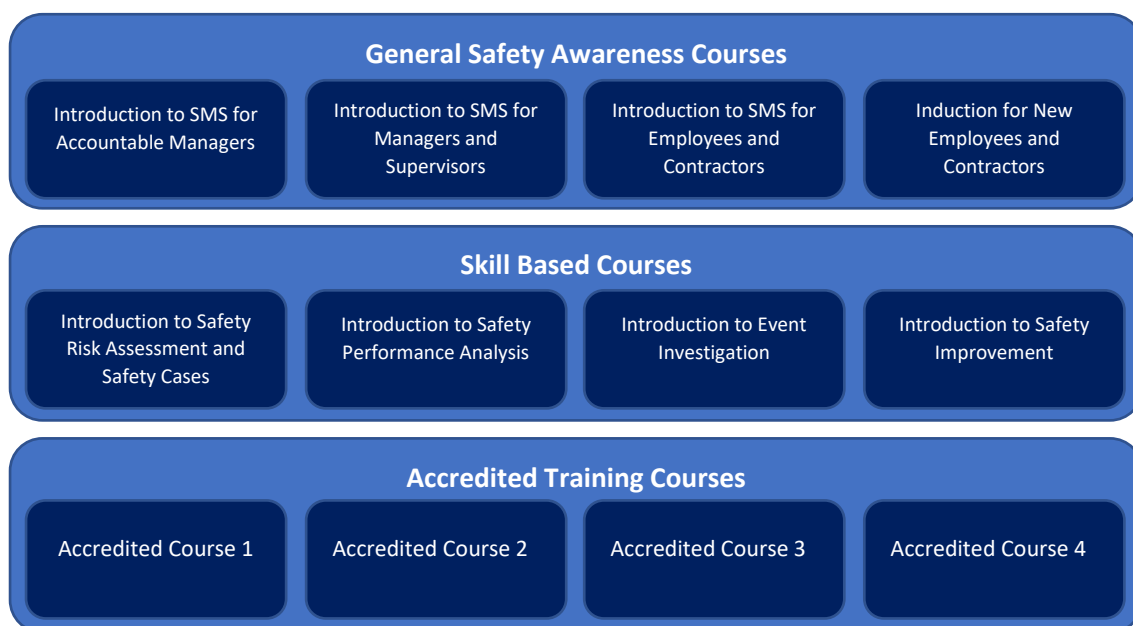 General Safety Awareness Courses
Introduction to SMS for
Accountable Managers
Introduction to SMS for
Managers and
Supervisors
Introduction to SMS for
Employees and
Contractors
Induction for New
Employees and
Contractors
Skill Based Courses
Introduction to Safety
Risk Assessment and
Safety Cases
Introduction to Safety
Performance Analysis
Introduction to Event
Investigation
Introduction to Safety
Improvement
Accredited Training Courses
Accredited Course 1
Accredited Course 2
Accredited Course 3
Accredited Course 4